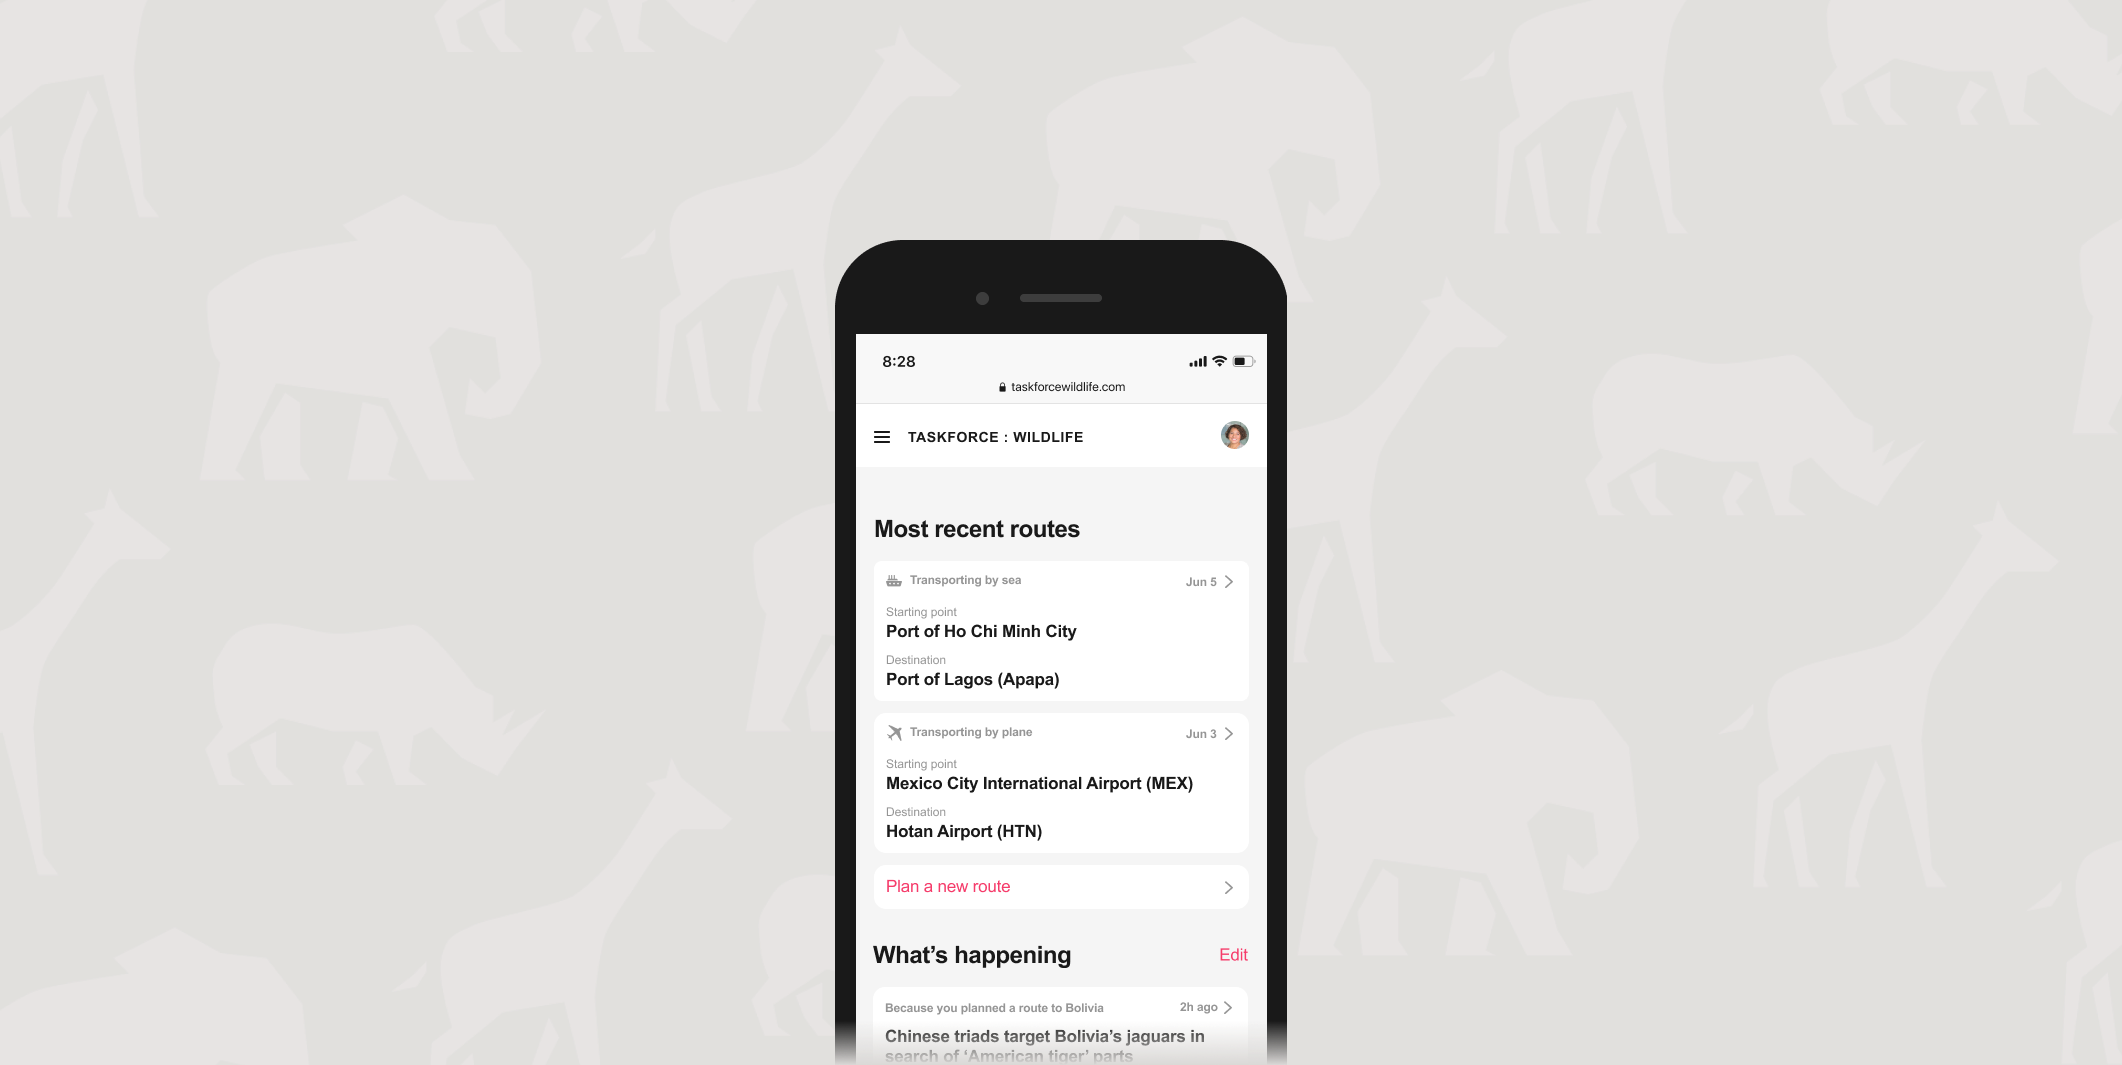 8:28
taskforcewildlife.com
TASKFORCE : WILDLIFE
Most recent routes
Transporting by sea
Jun 5
Starting point
Port of Ho Chi Minh City
Destination
Port of Lagos (Apapa)
Transporting by plane
Jun 3
Starting point
Mexico City International Airport (MEX)
Destination
Hotan Airport (HTN)
Plan a new route
What’s happening
Edit
Because you planned a route to Bolivia
2h ago
Chinese triads target Bolivia’s jaguars in
search of ‘American tiger’ parts